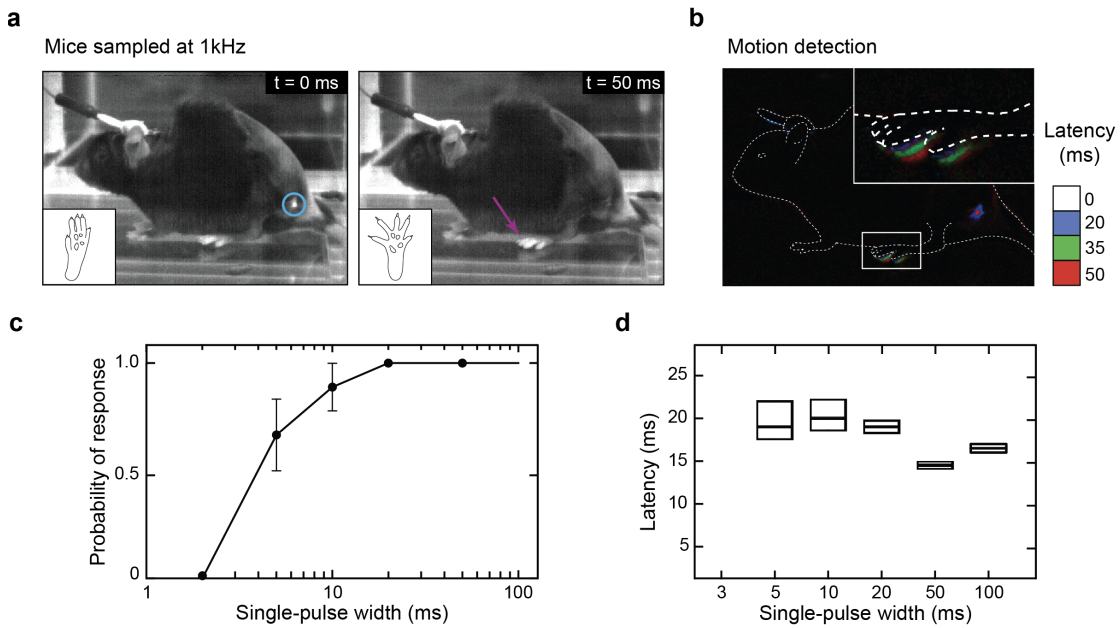 a
Mice sampled at 1kHz
t = 0 ms
t = 50 ms
b
Motion detection
Latency
(ms)
0
20
35
50
c
Probability of response
1.0
0.5
0
1
10
100
Single-pulse width (ms)
d
Latency (ms)
25
20
15
10
5
3
5
10
20
50
100
Single-pulse width (ms)